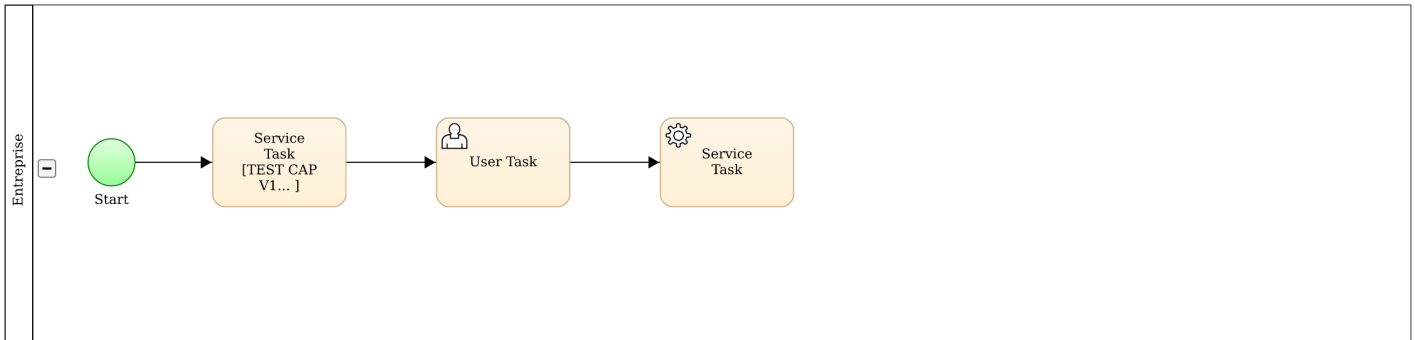 Entreprise
Start
Service
Task
[TEST CAP
V1... ]
User Task
Service
Task